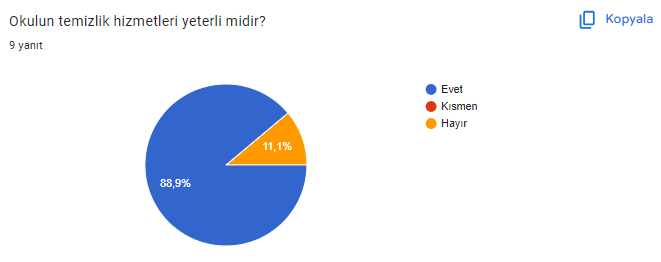 Okulun temizlik hizmetleri yeterli midir?
Kopyala
9 yanıt
Evet
Kısmen
Hayır
11,1%
88,9%